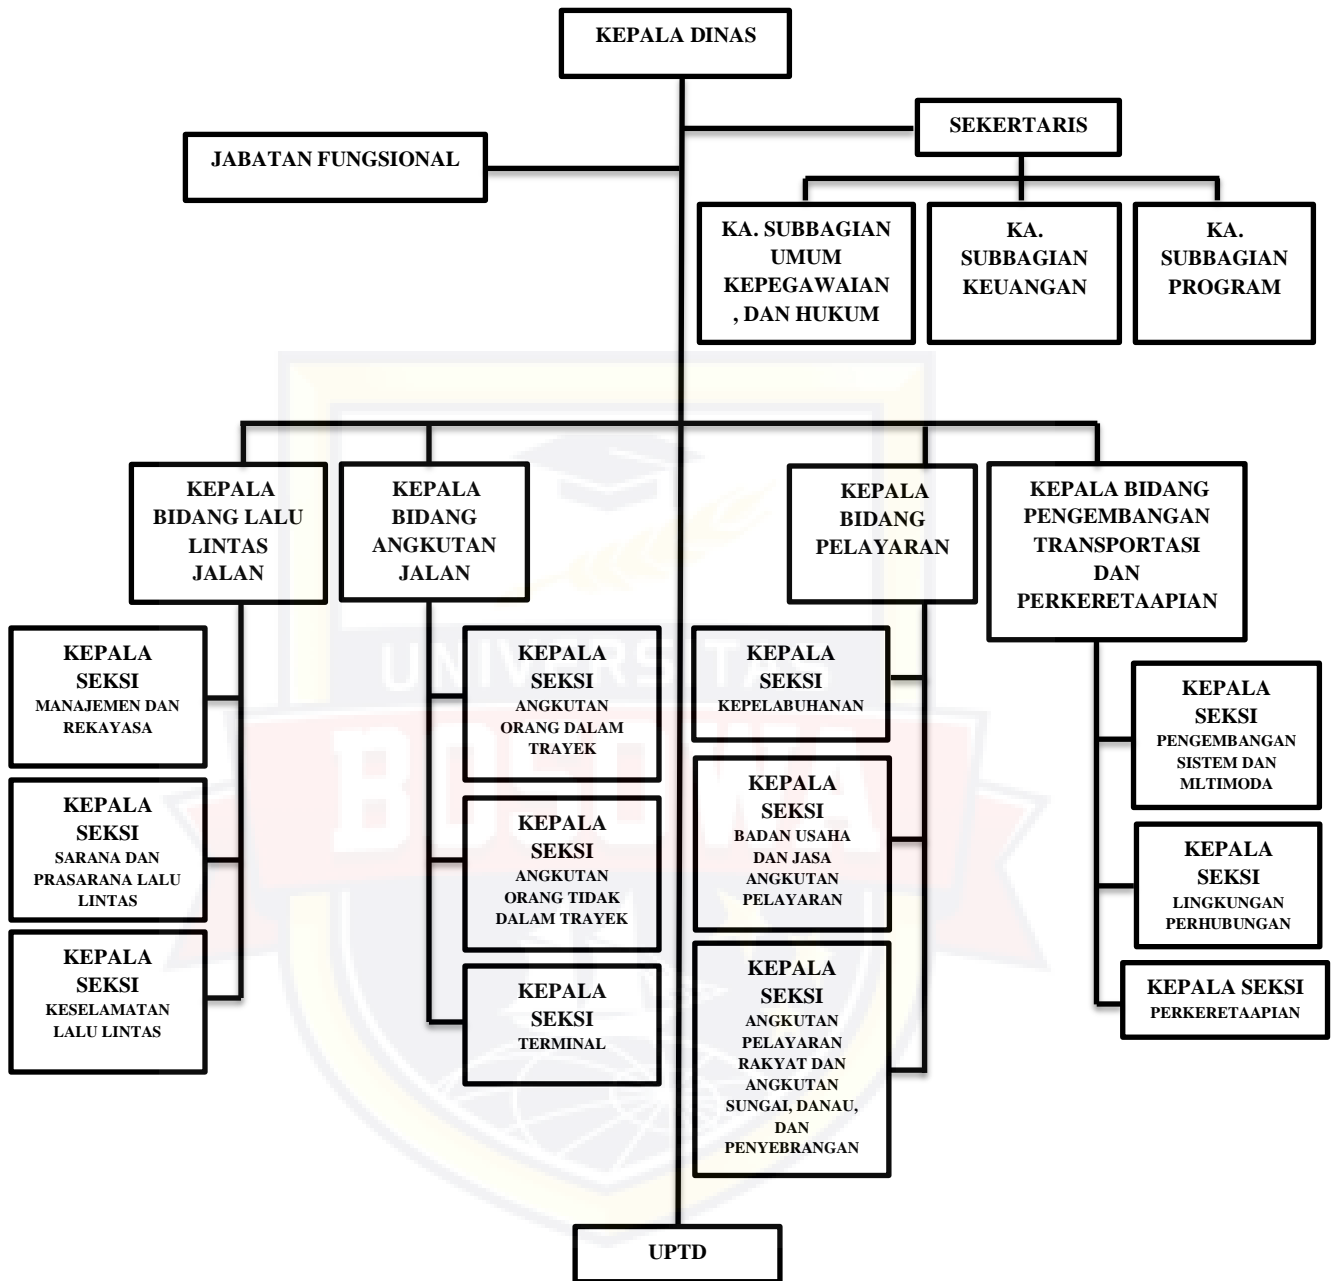 KEPALA DINAS
SEKERTARIS
JABATAN FUNGSIONAL
KA. SUBBAGIAN
UMUM
KEPEGAWAIAN
, DAN HUKUM
KA.
SUBBAGIAN
KEUANGAN
KA.
SUBBAGIAN
PROGRAM
KEPALA
BIDANG LALU
LINTAS
JALAN
KEPALA
BIDANG
ANGKUTAN
JALAN
KEPALA
BIDANG
PELAYARAN
KEPALA BIDANG
PENGEMBANGAN
TRANSPORTASI
DAN
PERKERETAAPIAN
KEPALA
SEKSI
MANAJEMEN DAN
REKAYASA
KEPALA
SEKSI
SARANA DAN
PRASARANA LALU
LINTAS
KEPALA
SEKSI
KESELAMATAN
LALU LINTAS
KEPALA
SEKSI
ANGKUTAN
ORANG DALAM
TRAYEK
KEPALA
SEKSI
ANGKUTAN
ORANG TIDAK
DALAM TRAYEK
KEPALA
SEKSI
TERMINAL
KEPALA
SEKSI
KEPELABUHANAN
KEPALA
SEKSI
BADAN USAHA
DAN JASA
ANGKUTAN
PELAYARAN
KEPALA
SEKSI
ANGKUTAN
PELAYARAN
RAKYAT DAN
ANGKUTAN
SUNGAI, DANAU,
DAN
PENYEBRANGAN
KEPALA
SEKSI
PENGEMBANGAN
SISTEM DAN
MLTIMODA
KEPALA
SEKSI
LINGKUNGAN
PERHUBUNGAN
KEPALA SEKSI
PERKERETAAPIAN
UPTD
UNIVERSITAS
BOSOWA